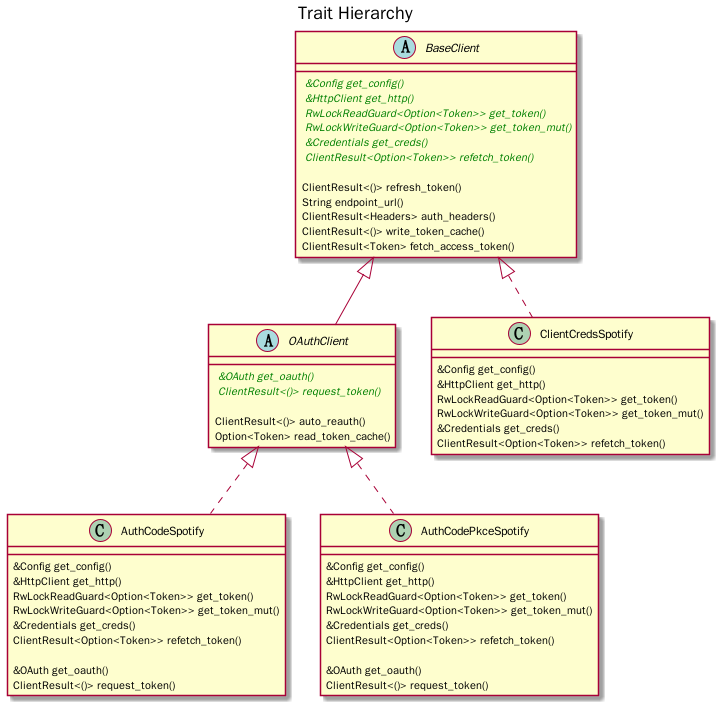 Trait Hierarchy
A BaseClient
&Config get_config()
&HttpClient get_http()
RwLockReadGuard<Option<Token>> get_token()
RwLockWriteGuard<Option<Token>> get_token_mut()
&Credentials get_creds()
ClientResult<Option<Token>> refetch_token()
ClientResult<()> refresh_token()
String endpoint_url()
ClientResult<Headers> auth_headers()
ClientResult<()> write_token_cache()
ClientResult<Token> fetch_access_token()
A OAuthClient
&OAuth get_oauth()
ClientResult<()> request_token()
ClientResult<()> auto_reauth()
Option<Token> read_token_cache()
C ClientCredsSpotify
&Config get_config()
&HttpClient get_http()
RwLockReadGuard<Option<Token>> get_token()
RwLockWriteGuard<Option<Token>> get_token_mut()
&Credentials get_creds()
ClientResult<Option<Token>> refetch_token()
C AuthCodeSpotify
&Config get_config()
&HttpClient get_http()
RwLockReadGuard<Option<Token>> get_token()
RwLockWriteGuard<Option<Token>> get_token_mut()
&Credentials get_creds()
ClientResult<Option<Token>> refetch_token()
&OAuth get_oauth()
ClientResult<()> request_token()
C AuthCodePkceSpotify
&Config get_config()
&HttpClient get_http()
RwLockReadGuard<Option<Token>> get_token()
RwLockWriteGuard<Option<Token>> get_token_mut()
&Credentials get_creds()
ClientResult<Option<Token>> refetch_token()
&OAuth get_oauth()
ClientResult<()> request_token()